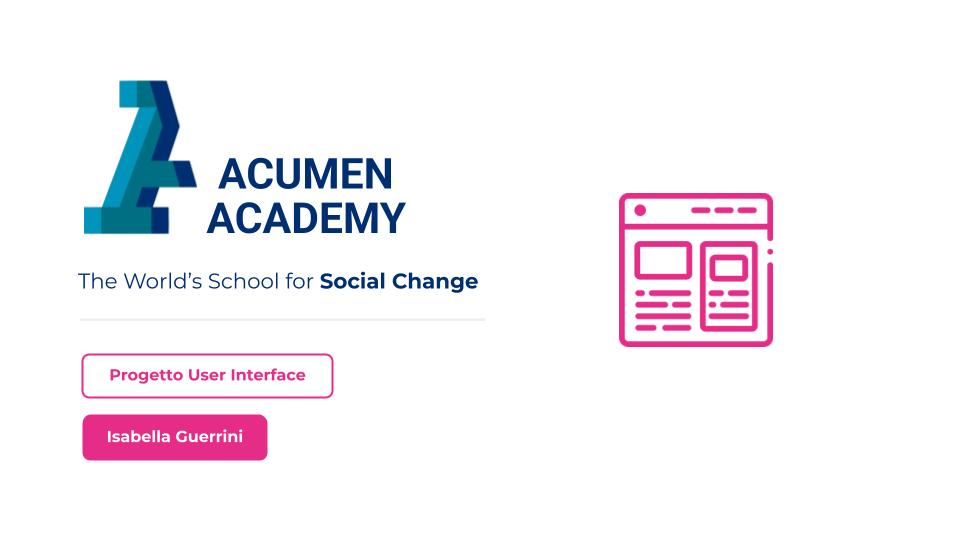 ACUMEN
ACADEMY
The World’s School for Social Change
Progetto User Interface
Isabella Guerrini